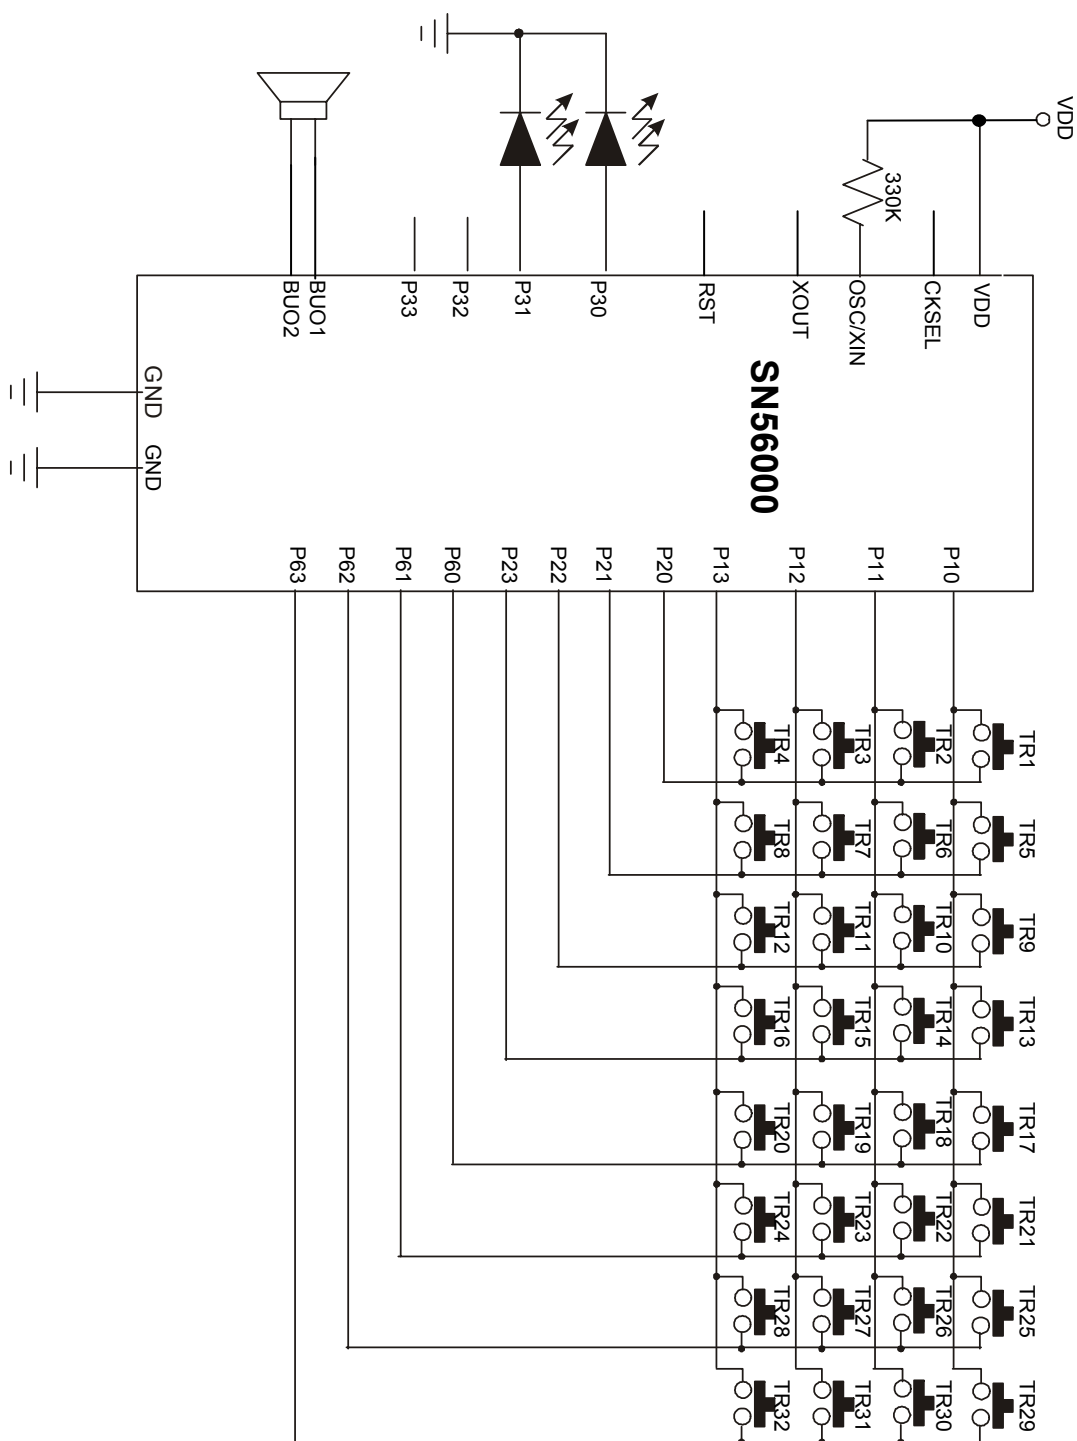 VDD
330K
VDD
CKSEL
OSC/XIN
XOUT
RST
P30
P31
P32
P33
BUO1
BUO2
SN56000
GND
GND
P10
P11
P12
P13
P20
P21
P22
P23
P60
P61
P62
P63
TR1
TR2
TR3
TR4
TR5
TR6
TR7
TR8
TR9
TR10
TR11
TR12
TR13
TR14
TR15
TR16
TR17
TR18
TR19
TR20
TR21
TR22
TR23
TR24
TR25
TR26
TR27
TR28
TR29
TR30
TR31
TR32